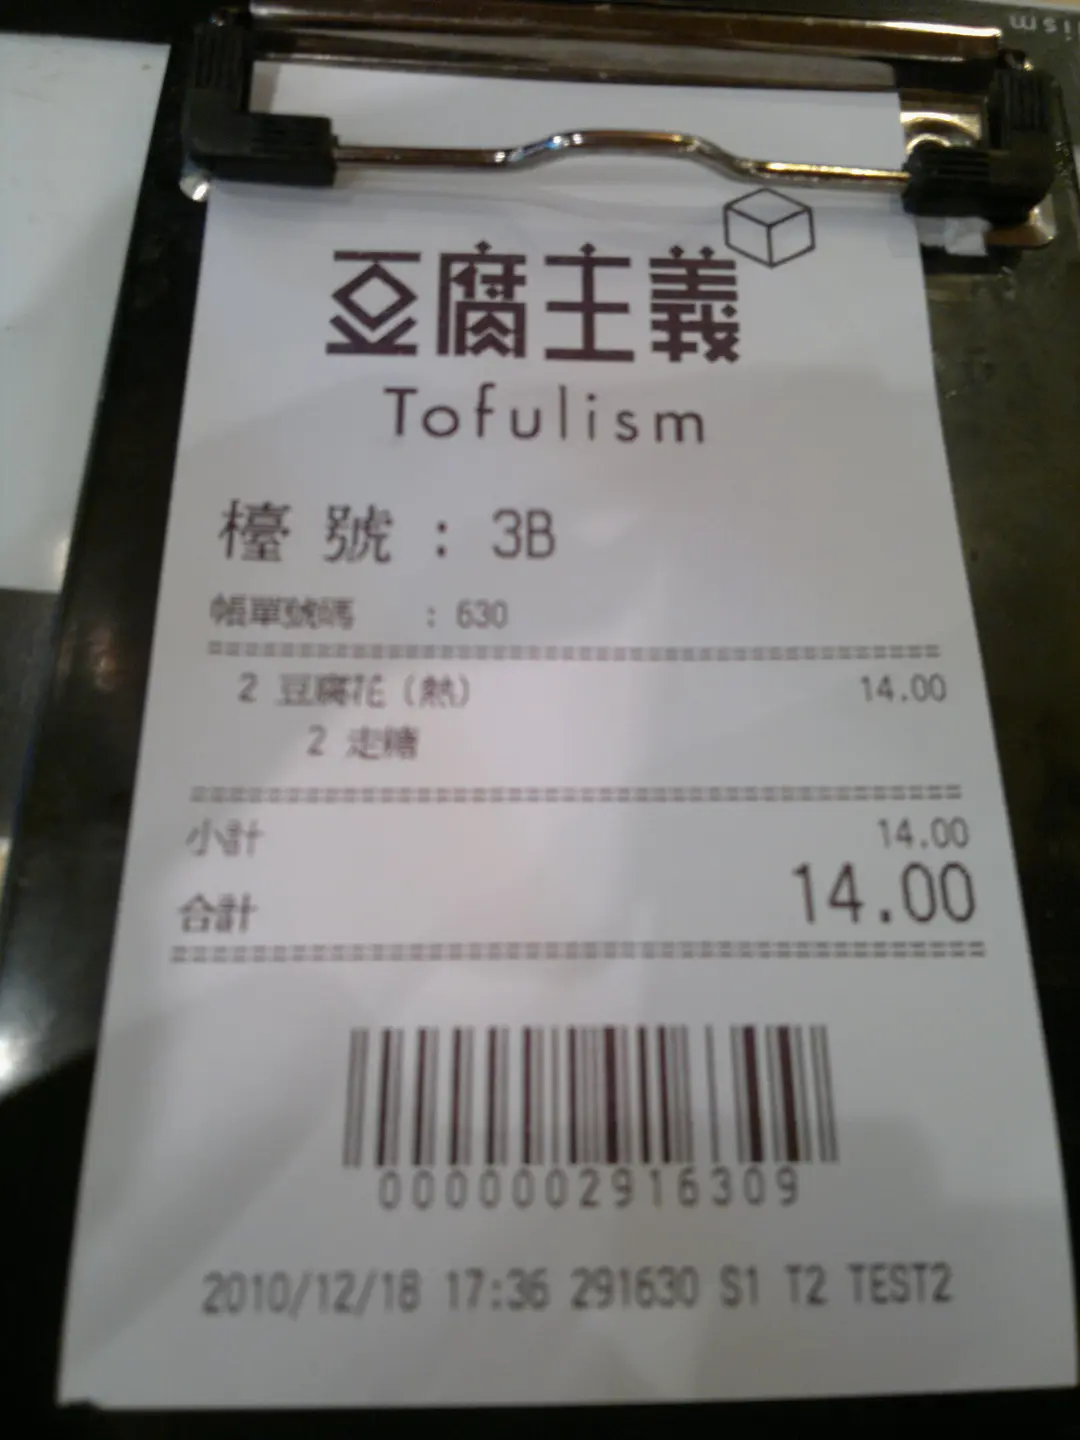 ism
豆腐主義
Tofulism
檯號：3B
帳單號碼 : 630
2 豆腐花（熱） 14.00
2 走糖
小計 14.00
合計 14.00
0000002916309
2010/12/18 17:36 291630 S1 T2 TEST2